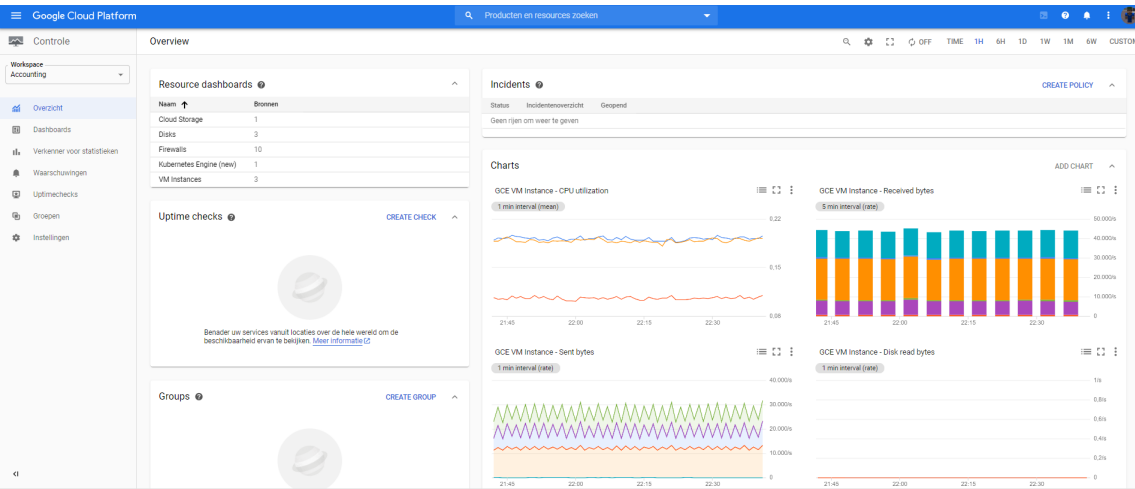 Google Cloud Platform
Producten en resources zoeken
Controle
Overview
OFF TIME 1H 6H 1D 1W 1M 6W CUSTOM
Workspace
Accounting
Overzicht
Dashboards
Verkenner voor statistieken
Waarschuwingen
Uptimechecks
Groepen
Instellingen
Resource dashboards
Naam Bronnen
Cloud Storage 1
Disks 3
Firewalls 10
Kubernetes Engine (new) 1
VM Instances 3
Uptime checks CREATE CHECK
Benader uw services vanuit locaties over de hele wereld om de
beschikbaarheid ervan te bekijken. Meer informatie
Groups CREATE GROUP
Incidents CREATE POLICY
Status Incidentenoverzicht Geopend
Geen rijen om weer te geven
Charts ADD CHART
GCE VM Instance - CPU utilization
1 min interval (mean)
0,22
0,15
0,08
21:45 22:00 22:15 22:30
GCE VM Instance - Received bytes
5 min interval (rate)
50.000/s
40.000/s
30.000/s
20.000/s
10.000/s
0
21:45 22:00 22:15 22:30
GCE VM Instance - Sent bytes
1 min interval (rate)
40.000/s
30.000/s
20.000/s
10.000/s
0
21:45 22:00 22:15 22:30
GCE VM Instance - Disk read bytes
1 min interval (rate)
1/s
0,8/s
0,6/s
0,4/s
0,2/s
0
21:45 22:00 22:15 22:30